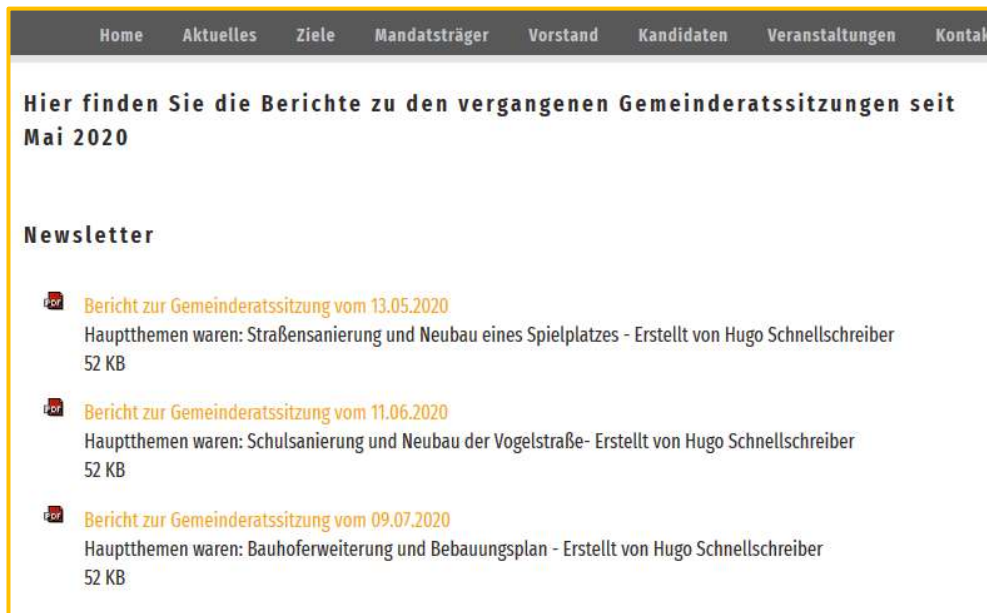 Home Aktuelles Ziele Mandatsträger Vorstand Kandidaten Veranstaltungen Kontak
Hier finden Sie die Berichte zu den vergangenen Gemeinderatssitzungen seit
Mai 2020
Newsletter
PDF Bericht zur Gemeinderatssitzung vom 13.05.2020
Hauptthemen waren: Straßensanierung und Neubau eines Spielplatzes - Erstellt von Hugo Schnellschreiber
52 KB
PDF Bericht zur Gemeinderatssitzung vom 11.06.2020
Hauptthemen waren: Schulsanierung und Neubau der Vogelstraße- Erstellt von Hugo Schnellschreiber
52 KB
PDF Bericht zur Gemeinderatssitzung vom 09.07.2020
Hauptthemen waren: Bauhoferweiterung und Bebauungsplan - Erstellt von Hugo Schnellschreiber
52 KB